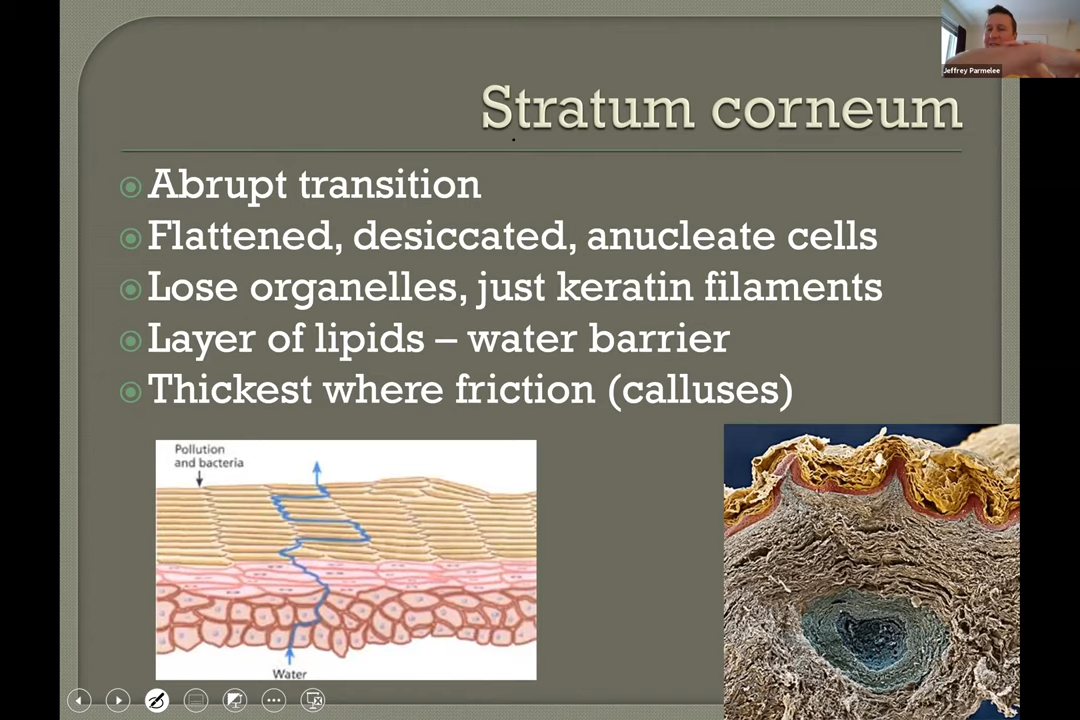 Jeffrey Parmelee
Stratum corneum
Abrupt transition
Flattened, desiccated, anucleate cells
Lose organelles, just keratin filaments
Layer of lipids – water barrier
Thickest where friction (calluses)
Pollution
and bacteria
Water